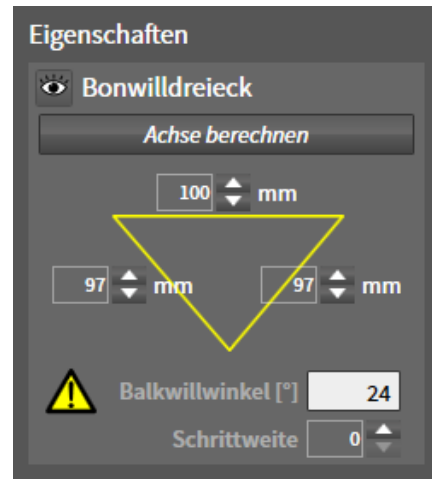 Eigenschaften
Bonwilldreieck
Achse berechnen
100 mm
97 mm 97 mm
Balkwillwinkel [°] 24
Schrittweite 0